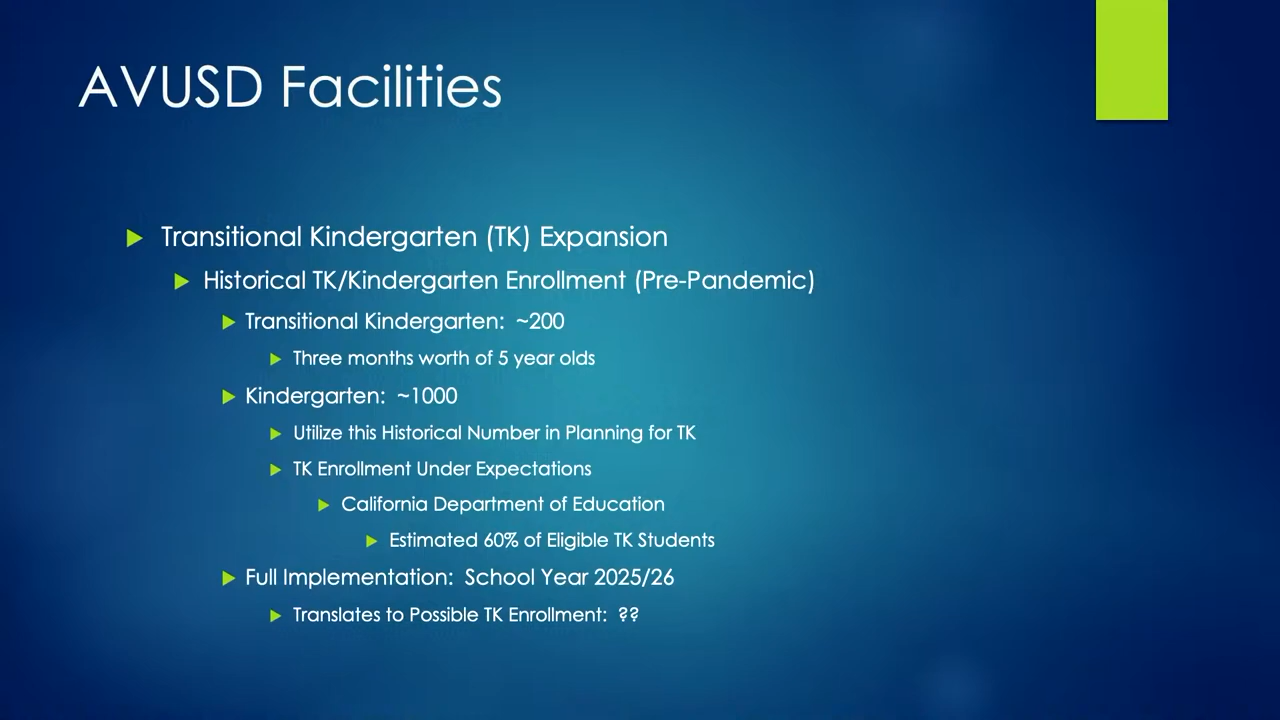 AVUSD Facilities
Transitional Kindergarten (TK) Expansion
Historical TK/Kindergarten Enrollment (Pre-Pandemic)
Transitional Kindergarten:  ~200
Three months worth of 5 year olds
Kindergarten:  ~1000
Utilize this Historical Number in Planning for TK
TK Enrollment Under Expectations
California Department of Education
Estimated 60% of Eligible TK Students
Full Implementation:  School Year 2025/26
Translates to Possible TK Enrollment:  ??